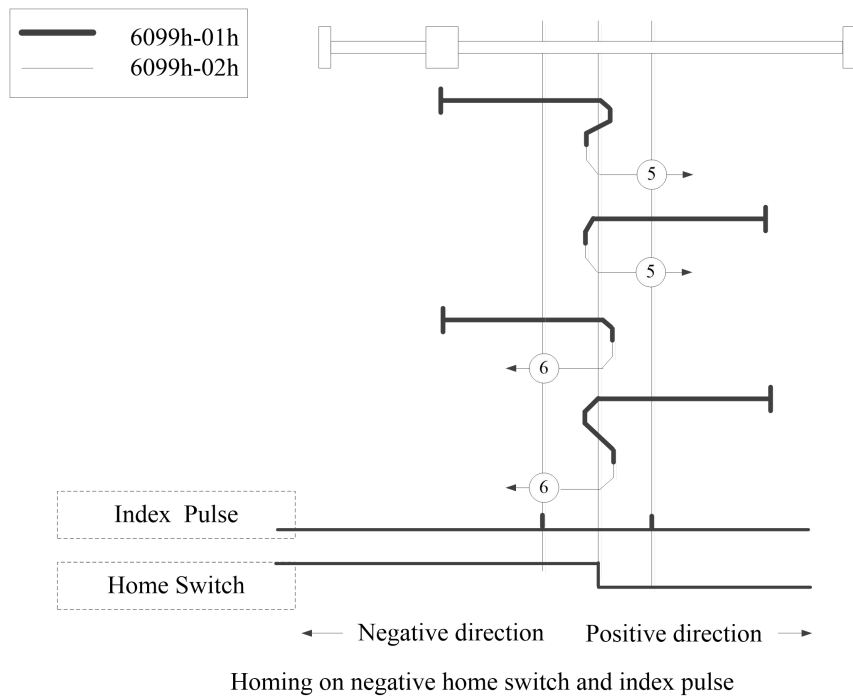 6099h-01h
6099h-02h
5
5
6
6
Index Pulse
Home Switch
Negative direction
Positive direction
Homing on negative home switch and index pulse